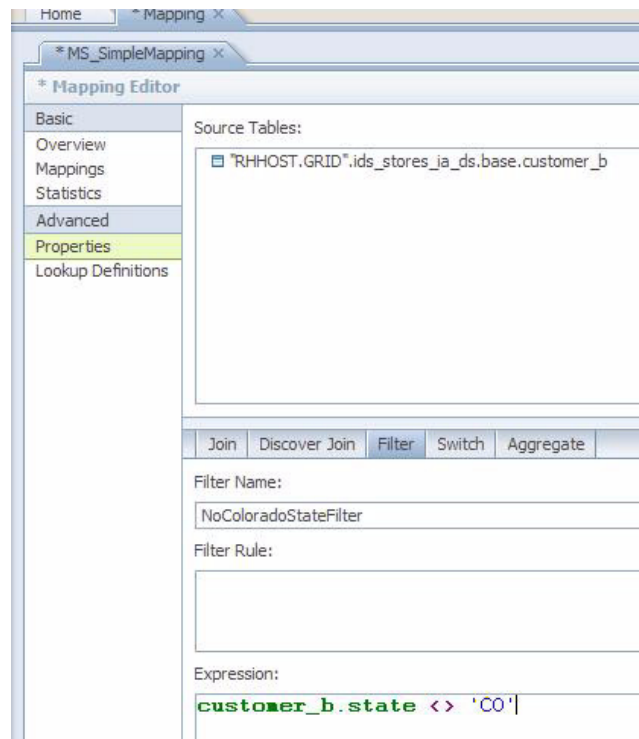 Home * Mapping ×
* MS_SimpleMapping ×
* Mapping Editor
Basic
Overview
Mappings
Statistics
Advanced
Properties
Lookup Definitions
Source Tables:
"RHHOST.GRID".ids_stores_ia_ds.base.customer_b
Join Discover Join Filter Switch Aggregate
Filter Name:
NoColoradoStateFilter
Filter Rule:
Expression:
customer_b.state <> 'CO'